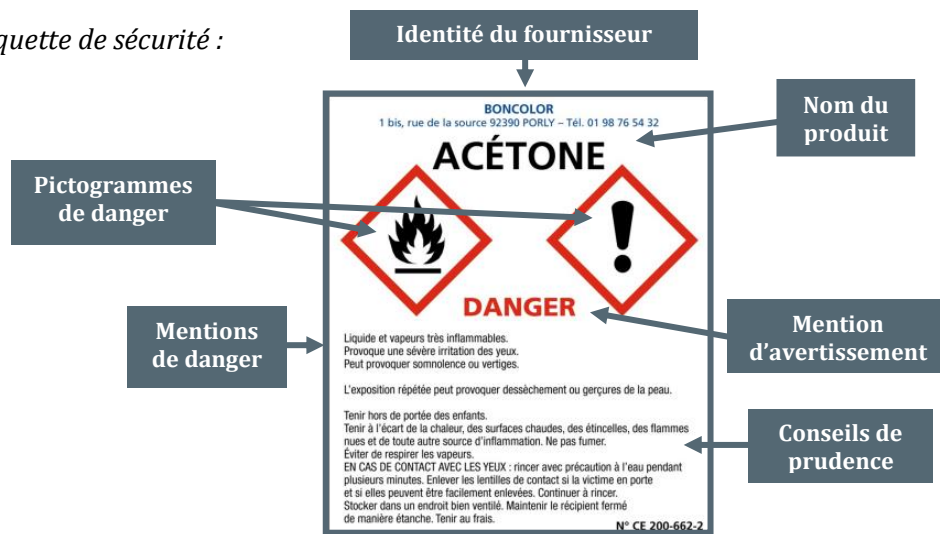 quette de sécurité :
Identité du fournisseur
Nom du
produit
Pictogrammes
de danger
Mentions
de danger
Mention
d’avertissement
Conseils de
prudence
BONCOLOR
1 bis, rue de la source 92390 PORLY – Tél. 01 98 76 54 32
ACÉTONE
DANGER
Liquide et vapeurs très inflammables.
Provoque une sévère irritation des yeux.
Peut provoquer somnolence ou vertiges.
L'exposition répétée peut provoquer dessèchement ou gerçures de la peau.
Tenir hors de portée des enfants.
Tenir à l'écart de la chaleur, des surfaces chaudes, des étincelles, des flammes
nues et de toute autre source d'inflammation. Ne pas fumer.
Éviter de respirer les vapeurs.
EN CAS DE CONTACT AVEC LES YEUX : rincer avec précaution à l'eau pendant
plusieurs minutes. Enlever les lentilles de contact si la victime en porte
et si elles peuvent être facilement enlevées. Continuer à rincer.
Stocker dans un endroit bien ventilé. Maintenir le récipient fermé
de manière étanche. Tenir au frais.
N° CE 200-662-2